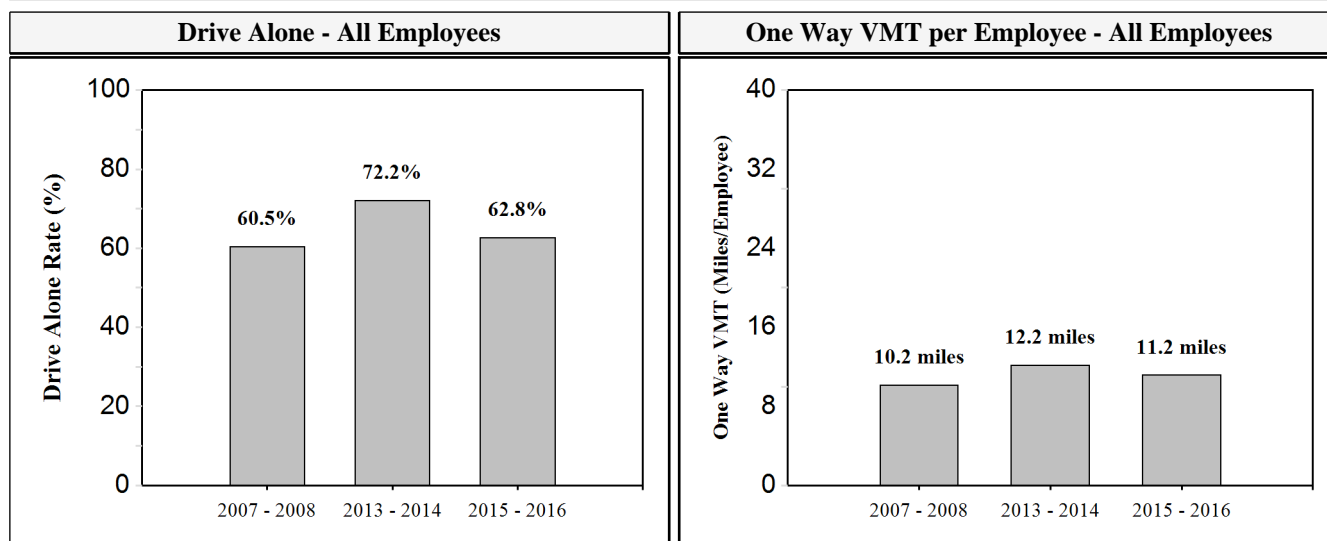 Drive Alone - All Employees
Drive Alone Rate (%)
100
80
60
40
20
0
60.5%
72.2%
62.8%
2007 - 2008
2013 - 2014
2015 - 2016
One Way VMT per Employee - All Employees
One Way VMT (Miles/Employee)
40
32
24
16
8
0
10.2 miles
12.2 miles
11.2 miles
2007 - 2008
2013 - 2014
2015 - 2016